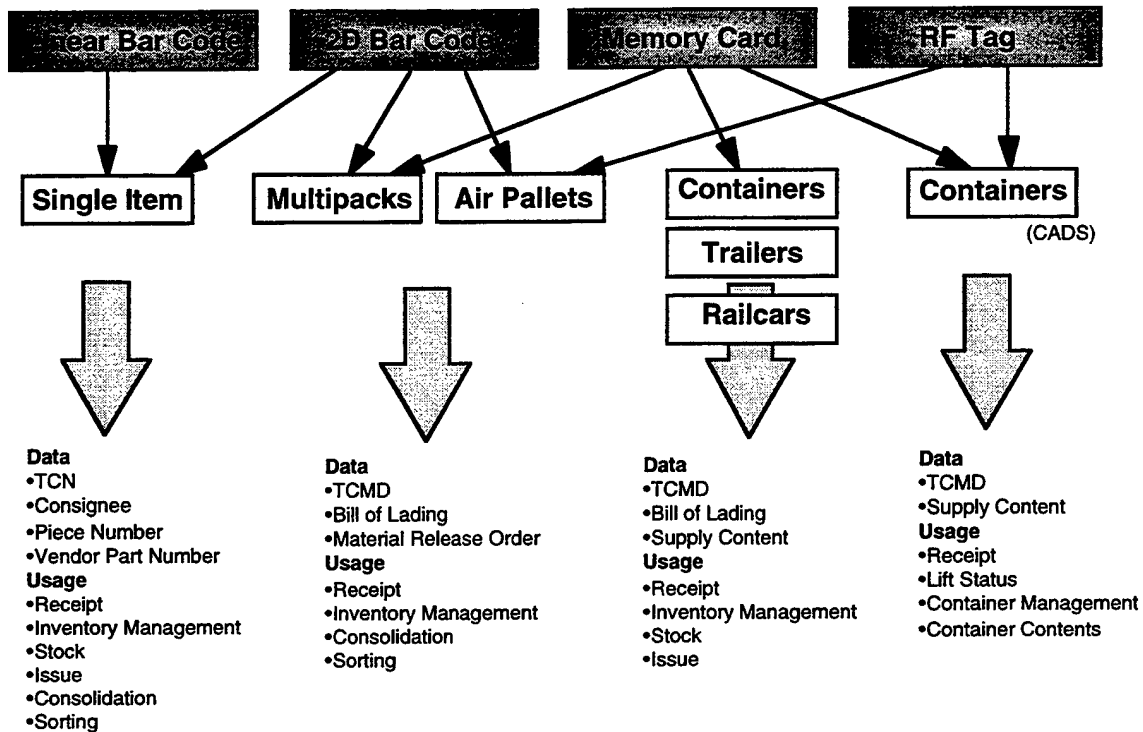 Linear Bar Code
2D Bar Code
Memory Card
RF Tag
Single Item
Multipacks
Air Pallets
Containers
Trailers
Railcars
Containers
(CADS)
Data
•TCN
•Consignee
•Piece Number
•Vendor Part Number
Usage
•Receipt
•Inventory Management
•Stock
•Issue
•Consolidation
•Sorting
Data
•TCMD
•Bill of Lading
•Material Release Order
Usage
•Receipt
•Inventory Management
•Consolidation
•Sorting
Data
•TCMD
•Bill of Lading
•Supply Content
Usage
•Receipt
•Inventory Management
•Stock
•Issue
Data
•TCMD
•Supply Content
Usage
•Receipt
•Lift Status
•Container Management
•Container Contents